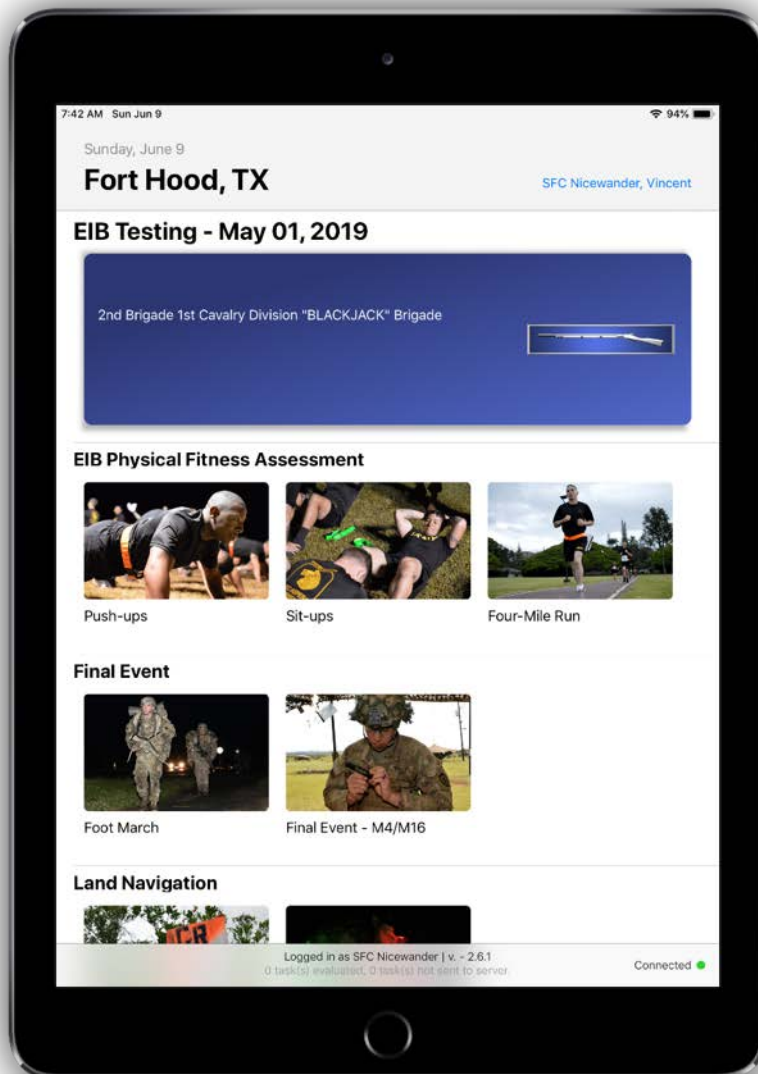 7:42 AM Sun Jun 9 94%
Sunday, June 9
Fort Hood, TX
SFC Nicewander, Vincent
EIB Testing - May 01, 2019
2nd Brigade 1st Cavalry Division "BLACKJACK" Brigade
EIB Physical Fitness Assessment
Push-ups Sit-ups Four-Mile Run
Final Event
Foot March Final Event - M4/M16
Land Navigation
CR
Logged in as SFC Nicewander | v. - 2.6.1
0 task(s) evaluated, 0 task(s) not sent to server
Connected